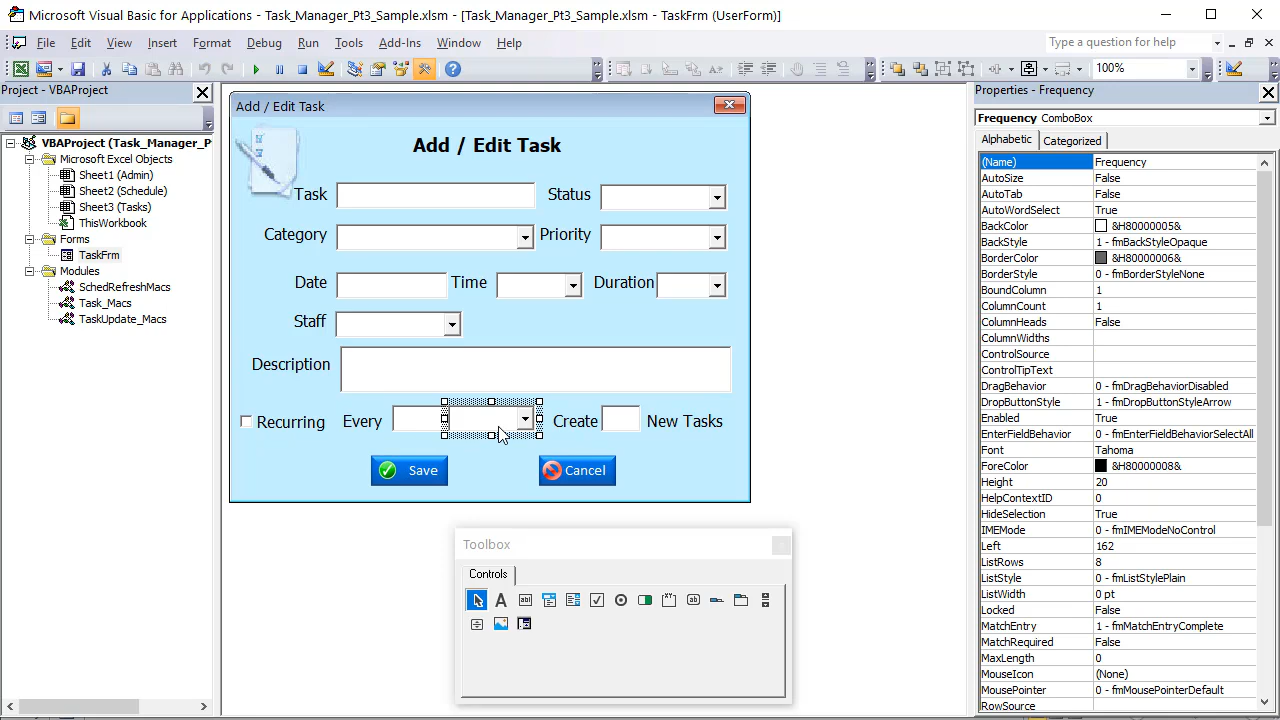 Microsoft Visual Basic for Applications - Task_Manager_Pt3_Sample.xlsm - [Task_Manager_Pt3_Sample.xlsm - TaskFrm (UserForm)]
File Edit View Insert Format Debug Run Tools Add-Ins Window Help
Type a question for help
100%
Project - VBAProject
VBAProject (Task_Manager_P
Microsoft Excel Objects
Sheet1 (Admin)
Sheet2 (Schedule)
Sheet3 (Tasks)
ThisWorkbook
Forms
TaskFrm
Modules
SchedRefreshMacs
Task_Macs
TaskUpdate_Macs
Add / Edit Task
Add / Edit Task
Task Status
Category Priority
Date Time Duration
Staff
Description
Recurring Every Create New Tasks
Save Cancel
Toolbox
Controls
Properties - Frequency
Frequency ComboBox
Alphabetic Categorized
(Name) Frequency
AutoSize False
AutoTab False
AutoWordSelect True
BackColor &H80000005&
BackStyle 1 - fmBackStyleOpaque
BorderColor &H80000006&
BorderStyle 0 - fmBorderStyleNone
BoundColumn 1
ColumnCount 1
ColumnHeads False
ColumnWidths
ControlSource
ControlTipText
DragBehavior 0 - fmDragBehaviorDisabled
DropButtonStyle 1 - fmDropButtonStyleArrow
Enabled True
EnterFieldBehavior 0 - fmEnterFieldBehaviorSelectAll
Font Tahoma
ForeColor &H80000008&
Height 20
HelpContextID 0
HideSelection True
IMEMode 0 - fmIMEModeNoControl
Left 162
ListRows 8
ListStyle 0 - fmListStylePlain
ListWidth 0 pt
Locked False
MatchEntry 1 - fmMatchEntryComplete
MatchRequired False
MaxLength 0
MouseIcon (None)
MousePointer 0 - fmMousePointerDefault
RowSource